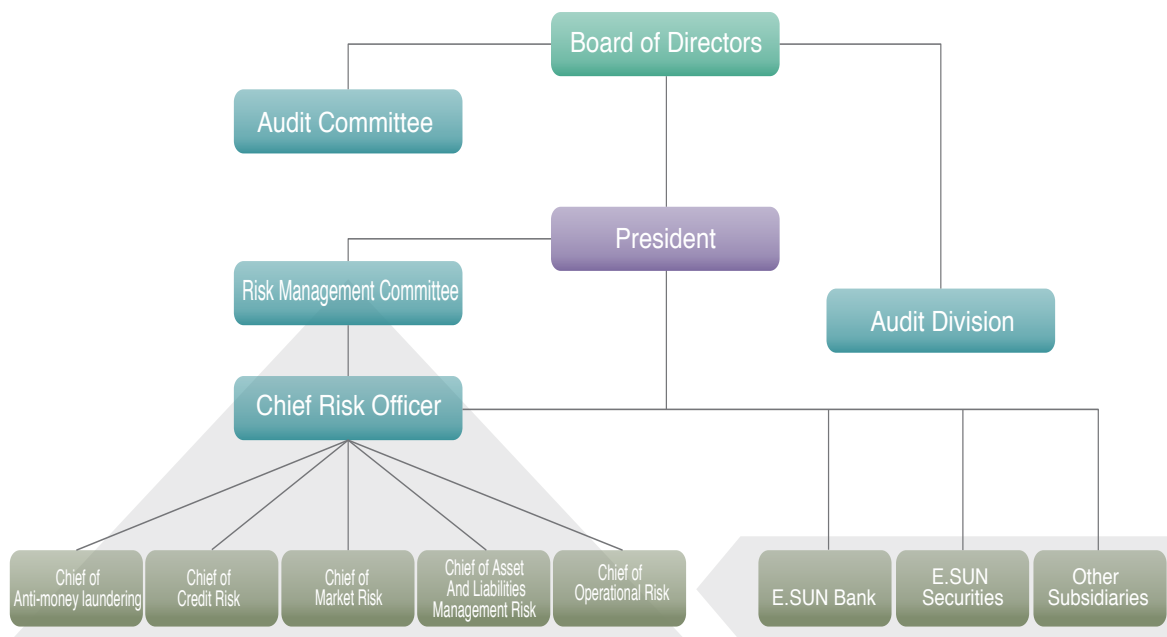 Board of Directors
Audit Committee
President
Risk Management Committee
Audit Division
Chief Risk Officer
Chief of
Anti-money laundering
Chief of
Credit Risk
Chief of
Market Risk
Chief of Asset
And Liabilities
Management Risk
Chief of
Operational Risk
E.SUN Bank
E.SUN
Securities
Other
Subsidiaries